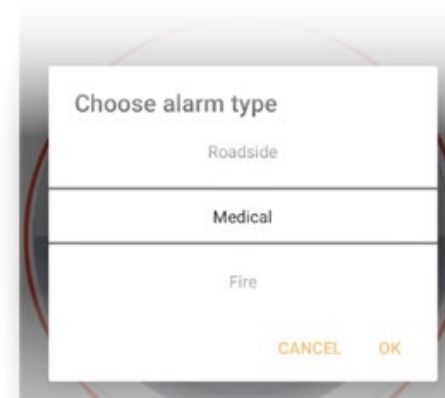 Choose alarm type
Roadside
Medical
Fire
CANCEL OK